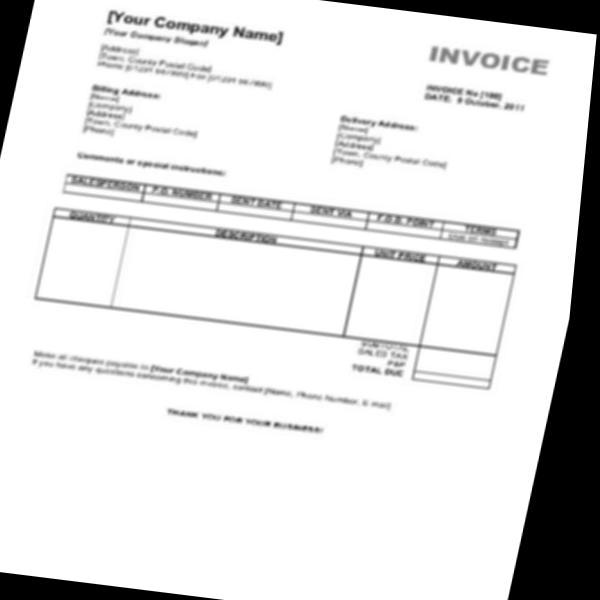 [Your Company Name]
[Your Company Slogan]
INVOICE
[Address]
[Town, County Postal Code]
INVOICE No [100]
DATE: 9 October, 2011
Billing Address:
[Name]
[Company]
[Address]
[Town, County Postal Code]
[Phone]
Delivery Address:
[Name]
[Company]
[Address]
[Town, County Postal Code]
[Phone]
Comments or special instructions:
SALESPERSON P.O. NUMBER SENT DATE SENT VIA F.O.B. POINT TERMS
QUANTITY DESCRIPTION UNIT PRICE AMOUNT
SUBTOTAL
SALES TAX
P&P
TOTAL DUE
Make all cheques payable to [Your Company Name]
If you have any questions concerning this invoice, contact [Name, Phone Number, E-mail]
THANK YOU FOR YOUR BUSINESS!